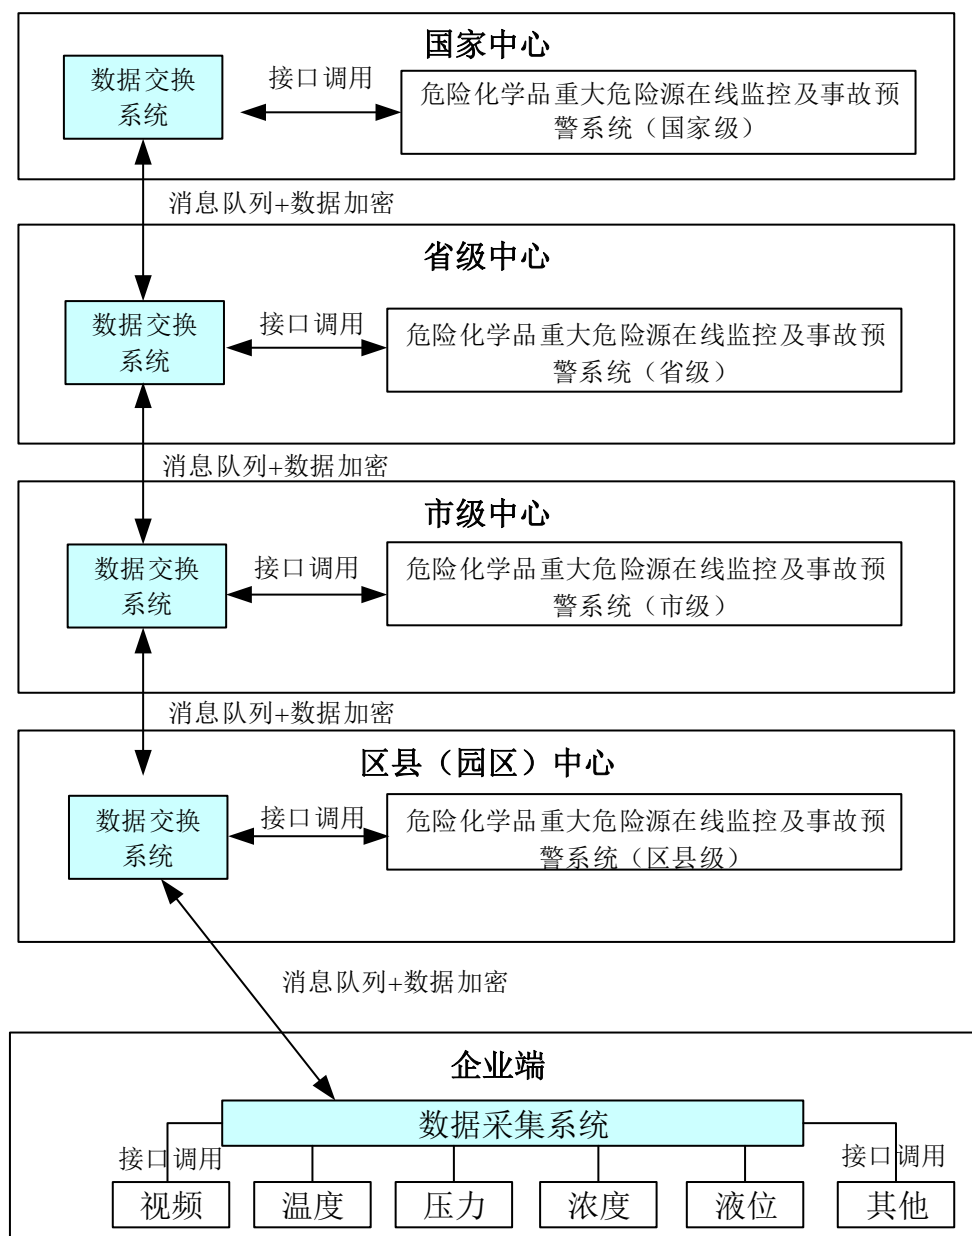 国家中心
数据交换
系统
接口调用
危险化学品重大危险源在线监控及事故预
警系统（国家级）
消息队列+数据加密
省级中心
数据交换
系统
接口调用
危险化学品重大危险源在线监控及事故预
警系统（省级）
消息队列+数据加密
市级中心
数据交换
系统
接口调用
危险化学品重大危险源在线监控及事故预
警系统（市级）
消息队列+数据加密
区县（园区）中心
数据交换
系统
接口调用
危险化学品重大危险源在线监控及事故预
警系统（区县级）
消息队列+数据加密
企业端
数据采集系统
接口调用
接口调用
视频
温度
压力
浓度
液位
其他